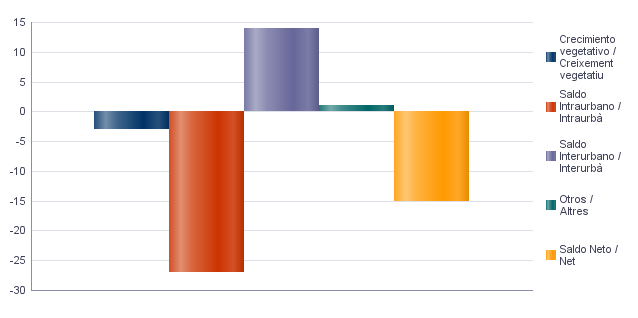 15
10
5
0
-5
-10
-15
-20
-25
-30
Crecimiento
vegetativo /
Creixement
vegetatiu
Saldo
Intraurbano /
Intraurbà
Saldo
Interurbano /
Interurbà
Otros /
Altres
Saldo Neto /
Net